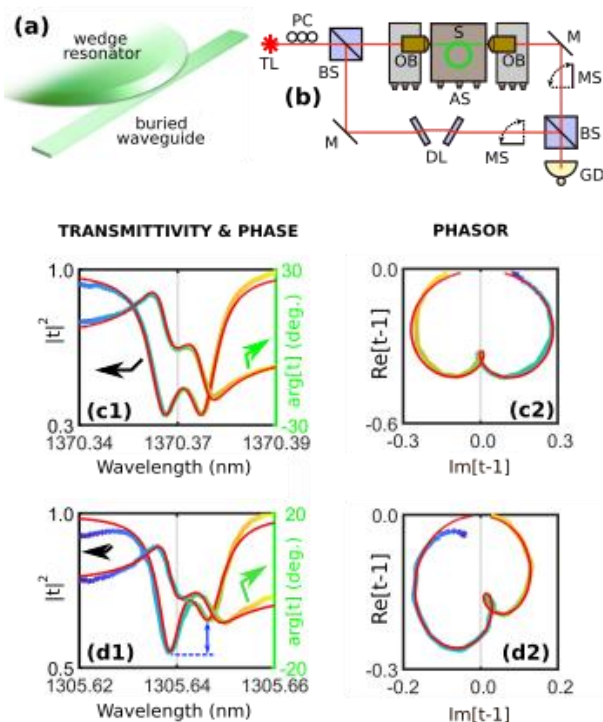 (a)
wedge
resonator
buried
waveguide
(b)
TL
PC
BS
OB
S
OB
AS
M
MS
M
DL
MS
BS
GD
TRANSMITTIVITY & PHASE
PHASOR
1.0
|t|²
0.3
30
arg[t] (deg.)
-30
(c1)
1370.34
1370.37
1370.39
Wavelength (nm)
0.0
Re[t-1]
-0.6
(c2)
-0.3
0.0
0.3
Im[t-1]
1.0
|t|²
0.5
20
arg[t] (deg.)
-20
(d1)
1305.62
1305.64
1305.66
Wavelength (nm)
0.0
Re[t-1]
-0.3
(d2)
-0.2
0.0
0.2
Im[t-1]